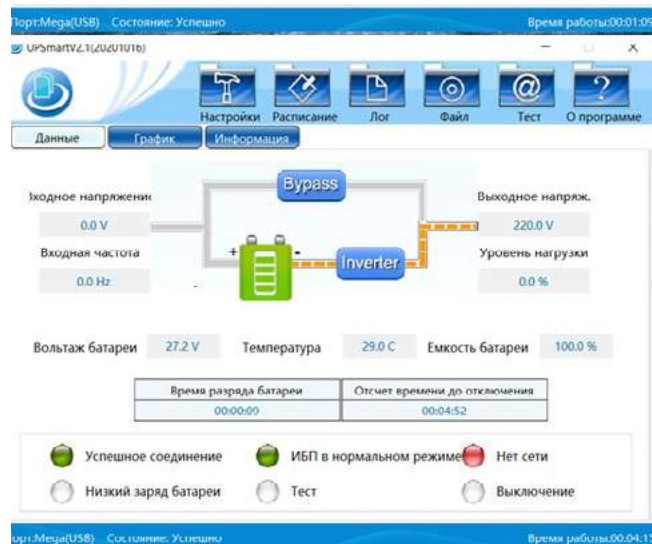 Порт:Mega(USB) Состояние: Успешно Время работы:00:01:09
UPSmartV2.1(20201016)
Настройки Расписание Лог Файл Тест О программе
Данные График Информация
Входное напряжение Bypass Выходное напряж.
0.0 V 220.0 V
Входная частота + - Inverter Уровень нагрузки
0.0 Hz 0.0 %
Вольтаж батареи 27.2 V Температура 29.0 C Емкость батареи 100.0 %
Время разряда батареи Отсчет времени до отключения
00:00:09 00:04:52
Успешное соединение ИБП в нормальном режиме Нет сети
Низкий заряд батареи Тест Выключение
Порт:Mega(USB) Состояние: Успешно Время работы:00:04:15